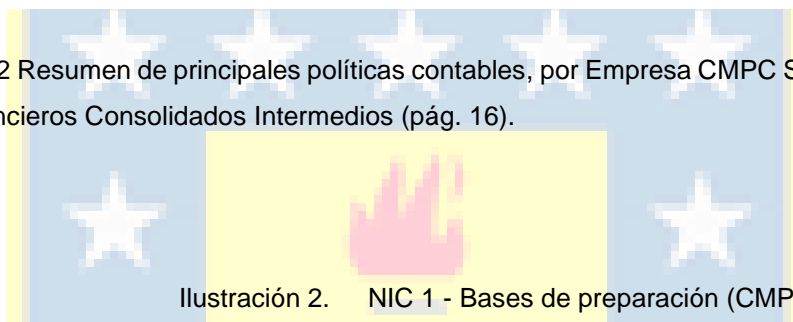 2 Resumen de principales políticas contables, por Empresa CMPC S
ncieros Consolidados Intermedios (pág. 16).
Ilustración 2. NIC 1 - Bases de preparación (CMP